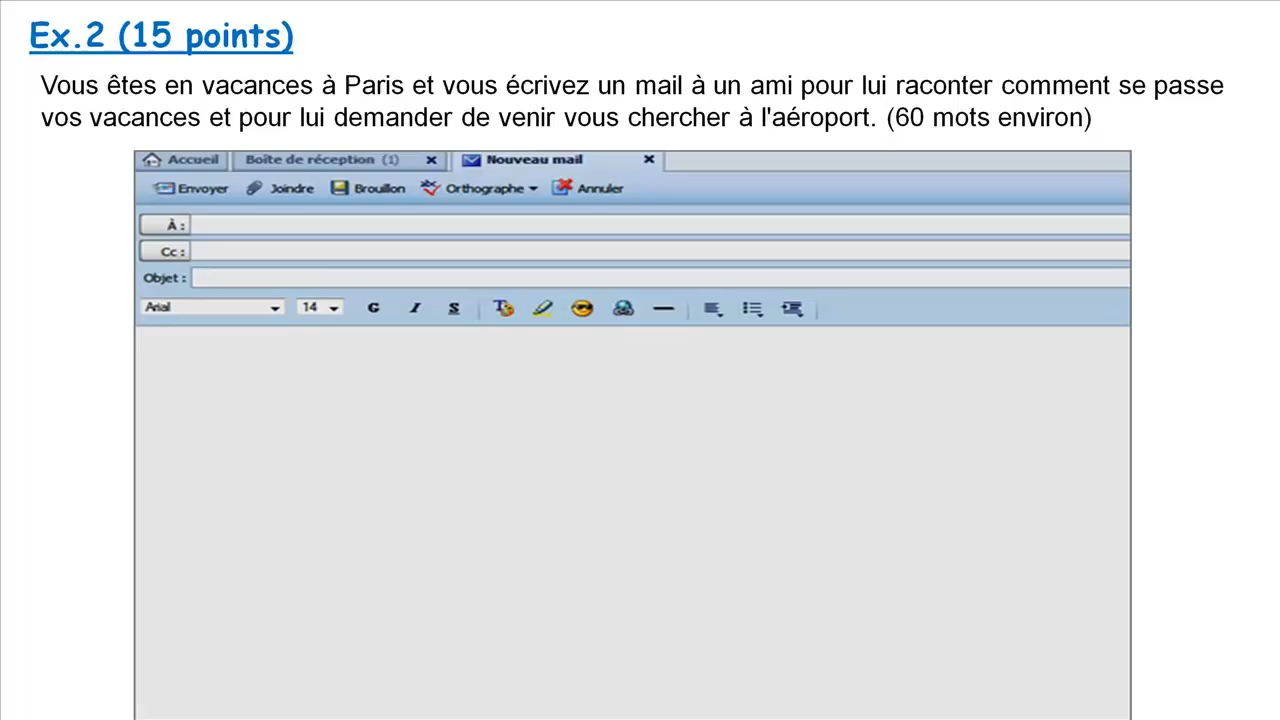 Ex.2 (15 points)
Vous êtes en vacances à Paris et vous écrivez un mail à un ami pour lui raconter comment se passe
vos vacances et pour lui demander de venir vous chercher à l'aéroport. (60 mots environ)
Accueil Boîte de réception (1) Nouveau mail
Envoyer Joindre Brouillon Orthographe Annuler
À :
Cc :
Objet :
Arial 14 G I S